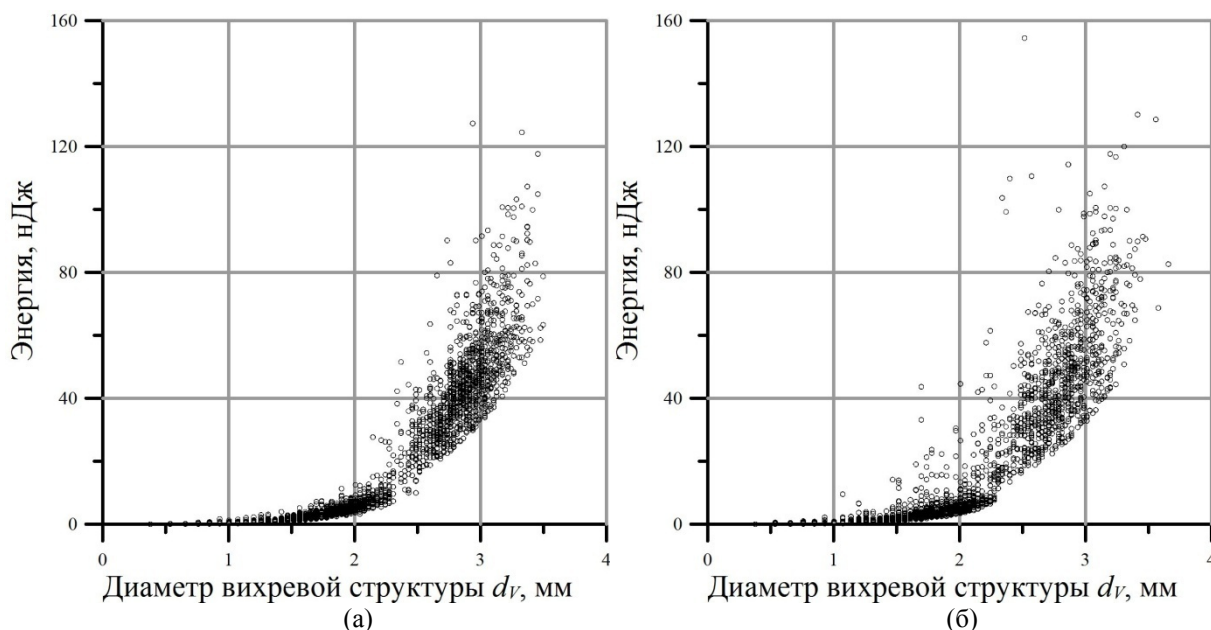 160
120
80
40
0
Энергия, нДж
0 1 2 3 4
Диаметр вихревой структуры dV, мм
(а)
160
120
80
40
0
Энергия, нДж
0 1 2 3 4
Диаметр вихревой структуры dV, мм
(б)